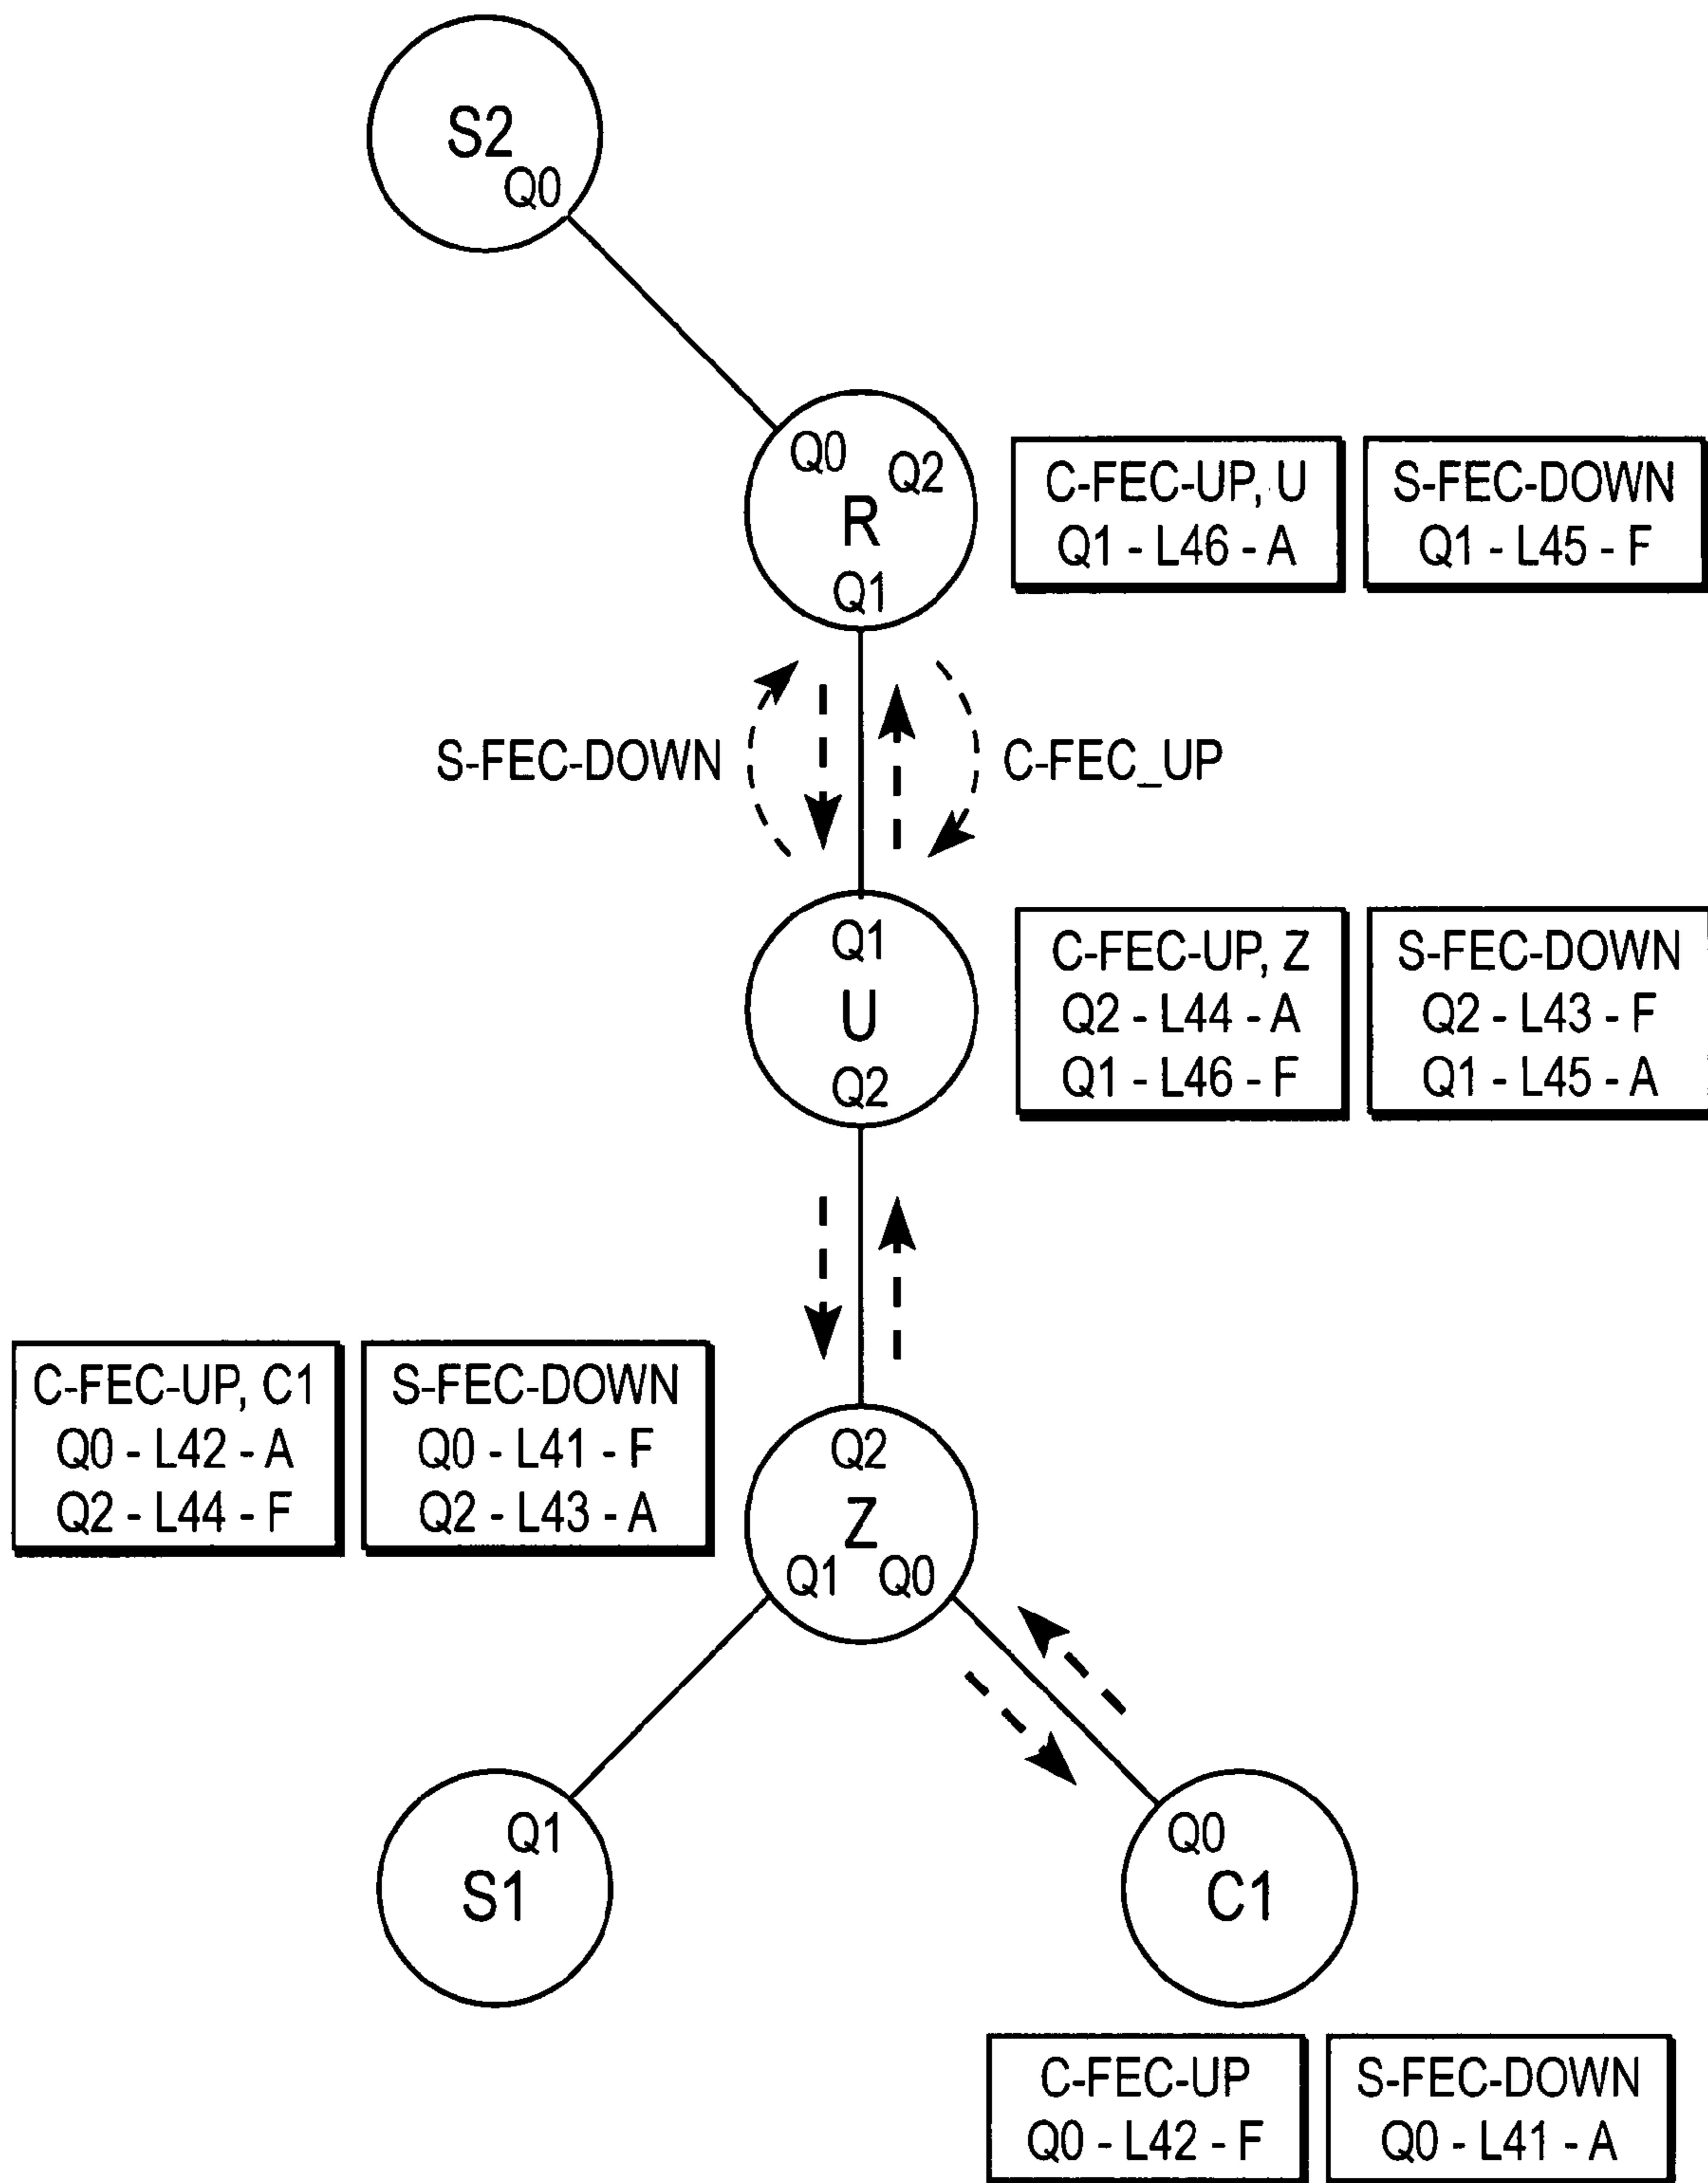 S2
Q0
Q0
Q2
R
Q1
C-FEC-UP, U
Q1 - L46 - A
S-FEC-DOWN
Q1 - L45 - F
S-FEC-DOWN
C-FEC_UP
Q1
U
Q2
C-FEC-UP, Z
Q2 - L44 - A
Q1 - L46 - F
S-FEC-DOWN
Q2 - L43 - F
Q1 - L45 - A
C-FEC-UP, C1
Q0 - L42 - A
Q2 - L44 - F
S-FEC-DOWN
Q0 - L41 - F
Q2 - L43 - A
Q2
Z
Q1 Q0
Q1
S1
Q0
C1
C-FEC-UP
Q0 - L42 - F
S-FEC-DOWN
Q0 - L41 - A